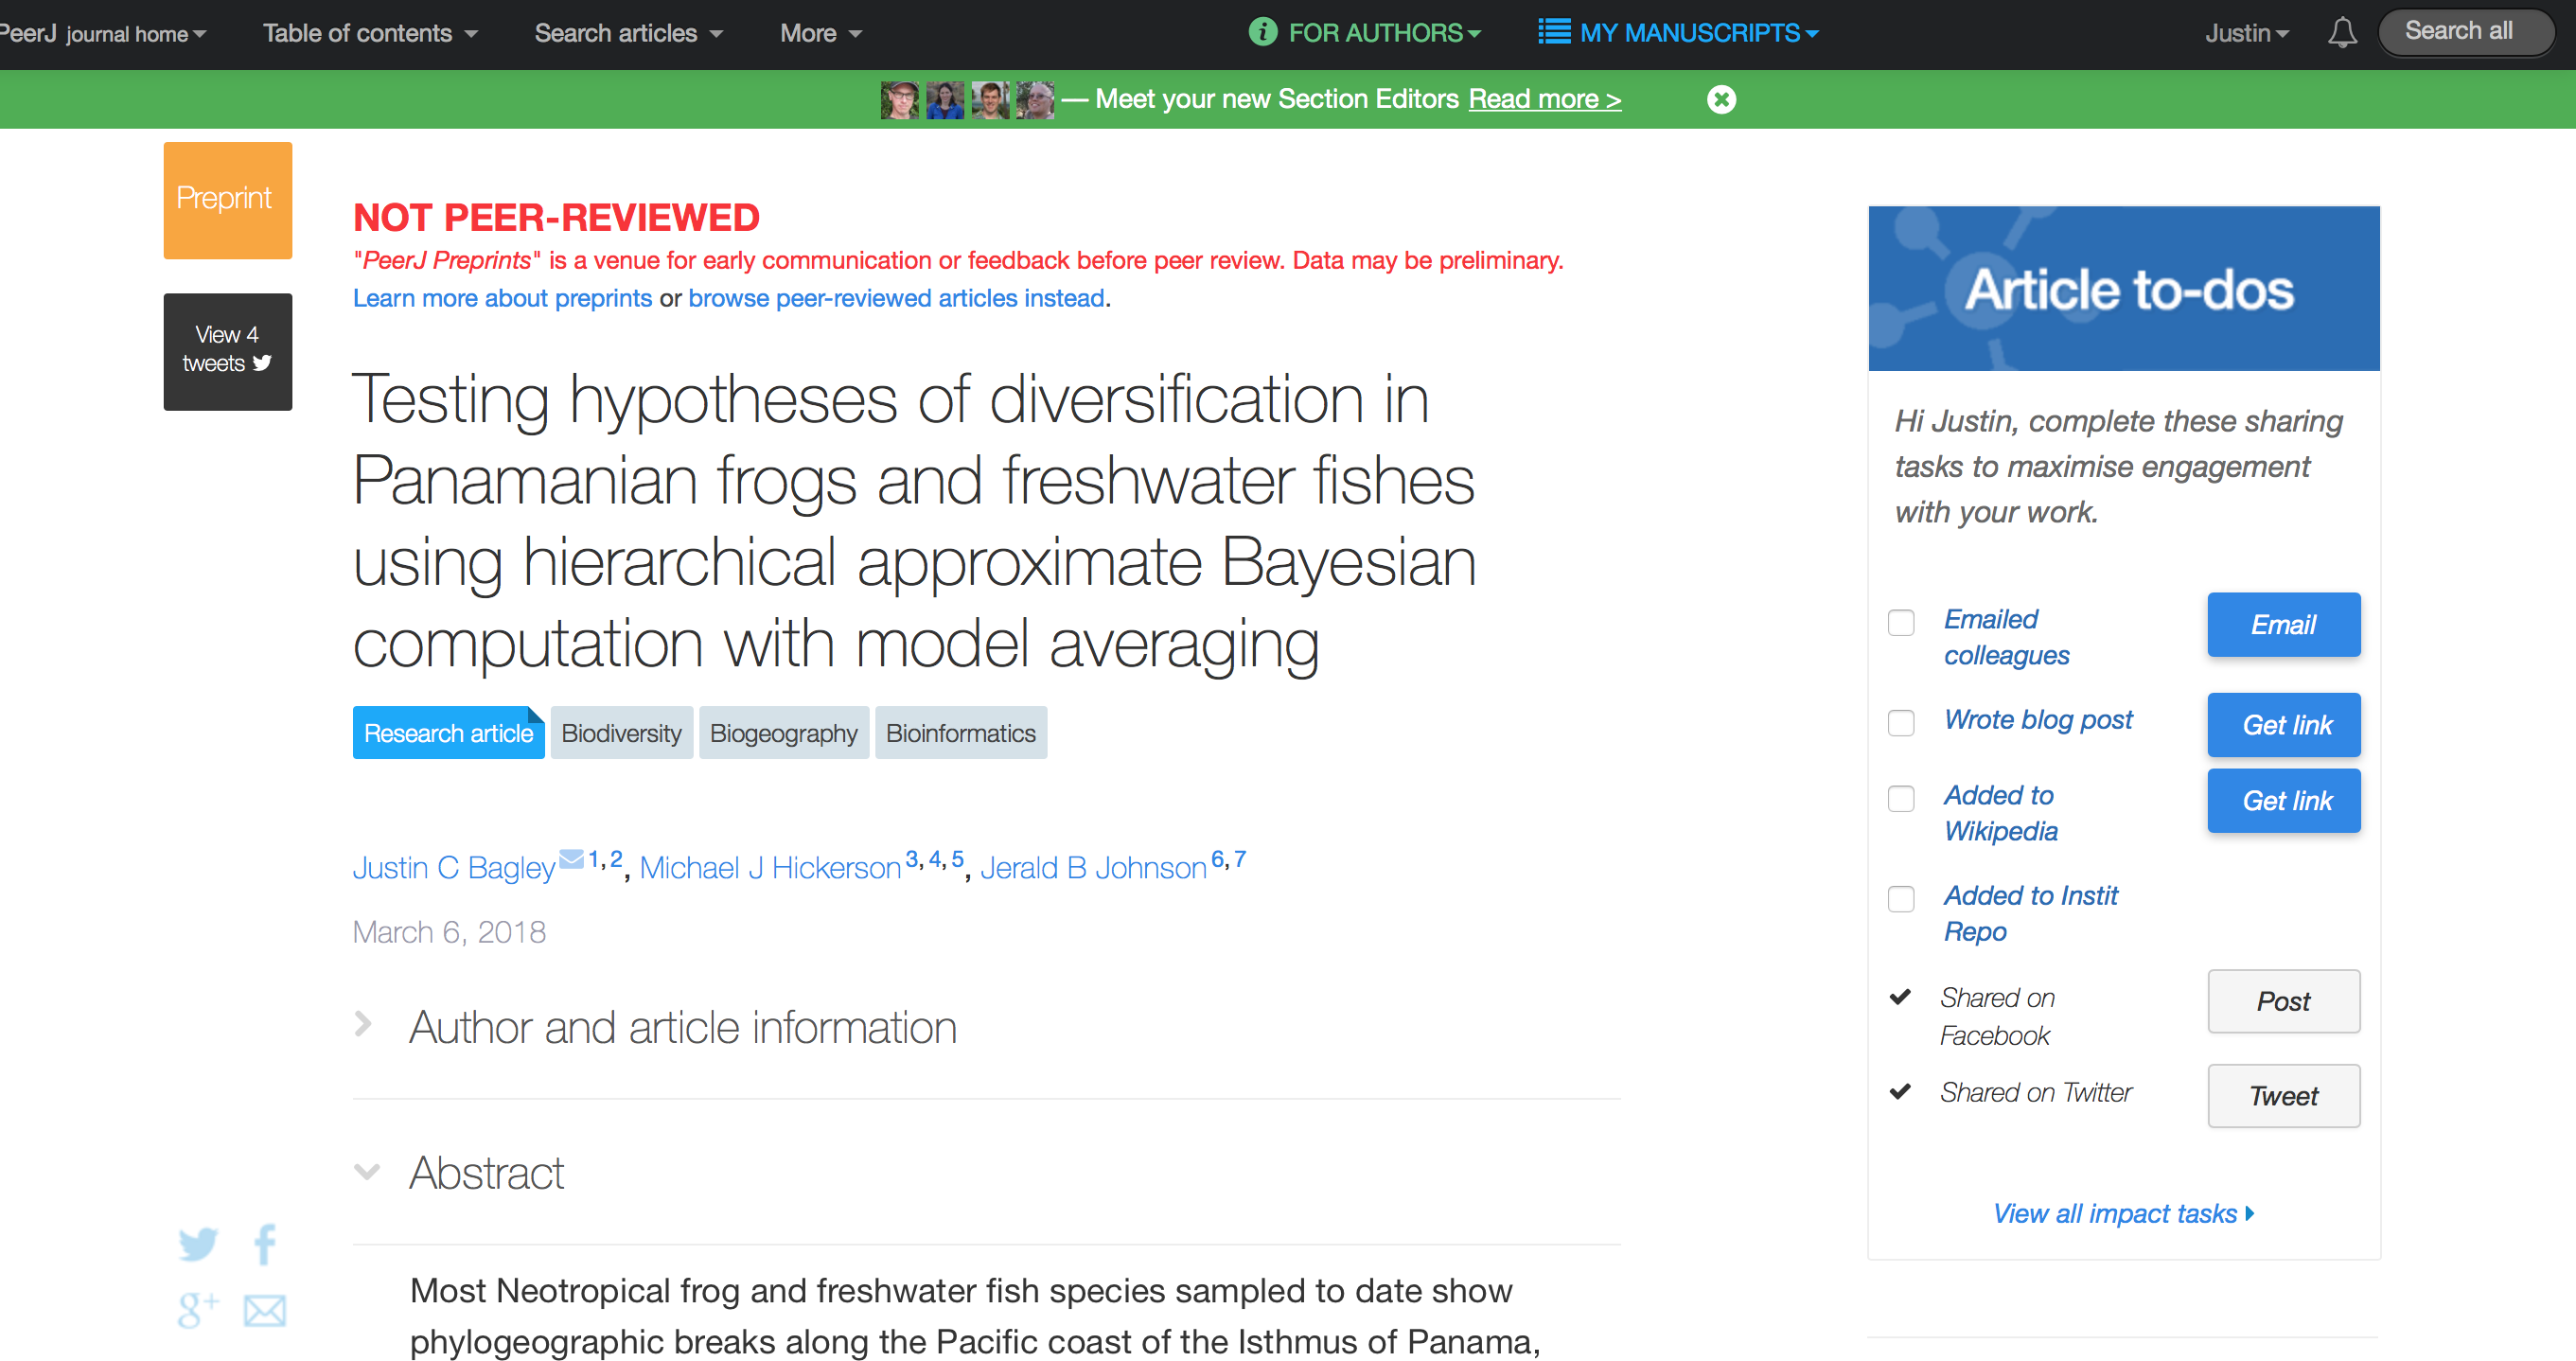 PeerJ journal home
Table of contents
Search articles
More
FOR AUTHORS
MY MANUSCRIPTS
Justin
Search all
— Meet your new Section Editors Read more >
Preprint
View 4
tweets
NOT PEER-REVIEWED
"PeerJ Preprints" is a venue for early communication or feedback before peer review. Data may be preliminary.
Learn more about preprints or browse peer-reviewed articles instead.
Testing hypotheses of diversification in
Panamanian frogs and freshwater fishes
using hierarchical approximate Bayesian
computation with model averaging
Research article
Biodiversity
Biogeography
Bioinformatics
Justin C Bagley 1, 2, Michael J Hickerson 3, 4, 5, Jerald B Johnson 6, 7
March 6, 2018
Author and article information
Abstract
Most Neotropical frog and freshwater fish species sampled to date show
phylogeographic breaks along the Pacific coast of the Isthmus of Panama,
Article to-dos
Hi Justin, complete these sharing
tasks to maximise engagement
with your work.
Emailed
colleagues
Email
Wrote blog post
Get link
Added to
Wikipedia
Get link
Added to Instit
Repo
Shared on
Facebook
Post
Shared on Twitter
Tweet
View all impact tasks